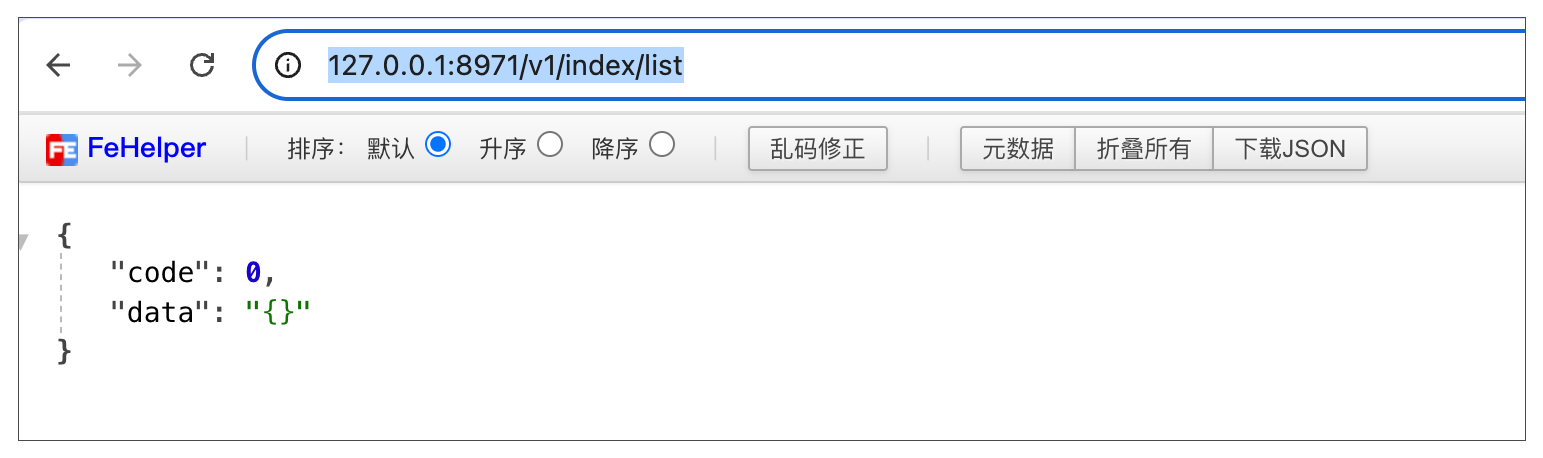 127.0.0.1:8971/v1/index/list
FE FeHelper 排序: 默认 升序 降序 乱码修正 元数据 折叠所有 下载JSON
{
"code": 0,
"data": "{}"
}